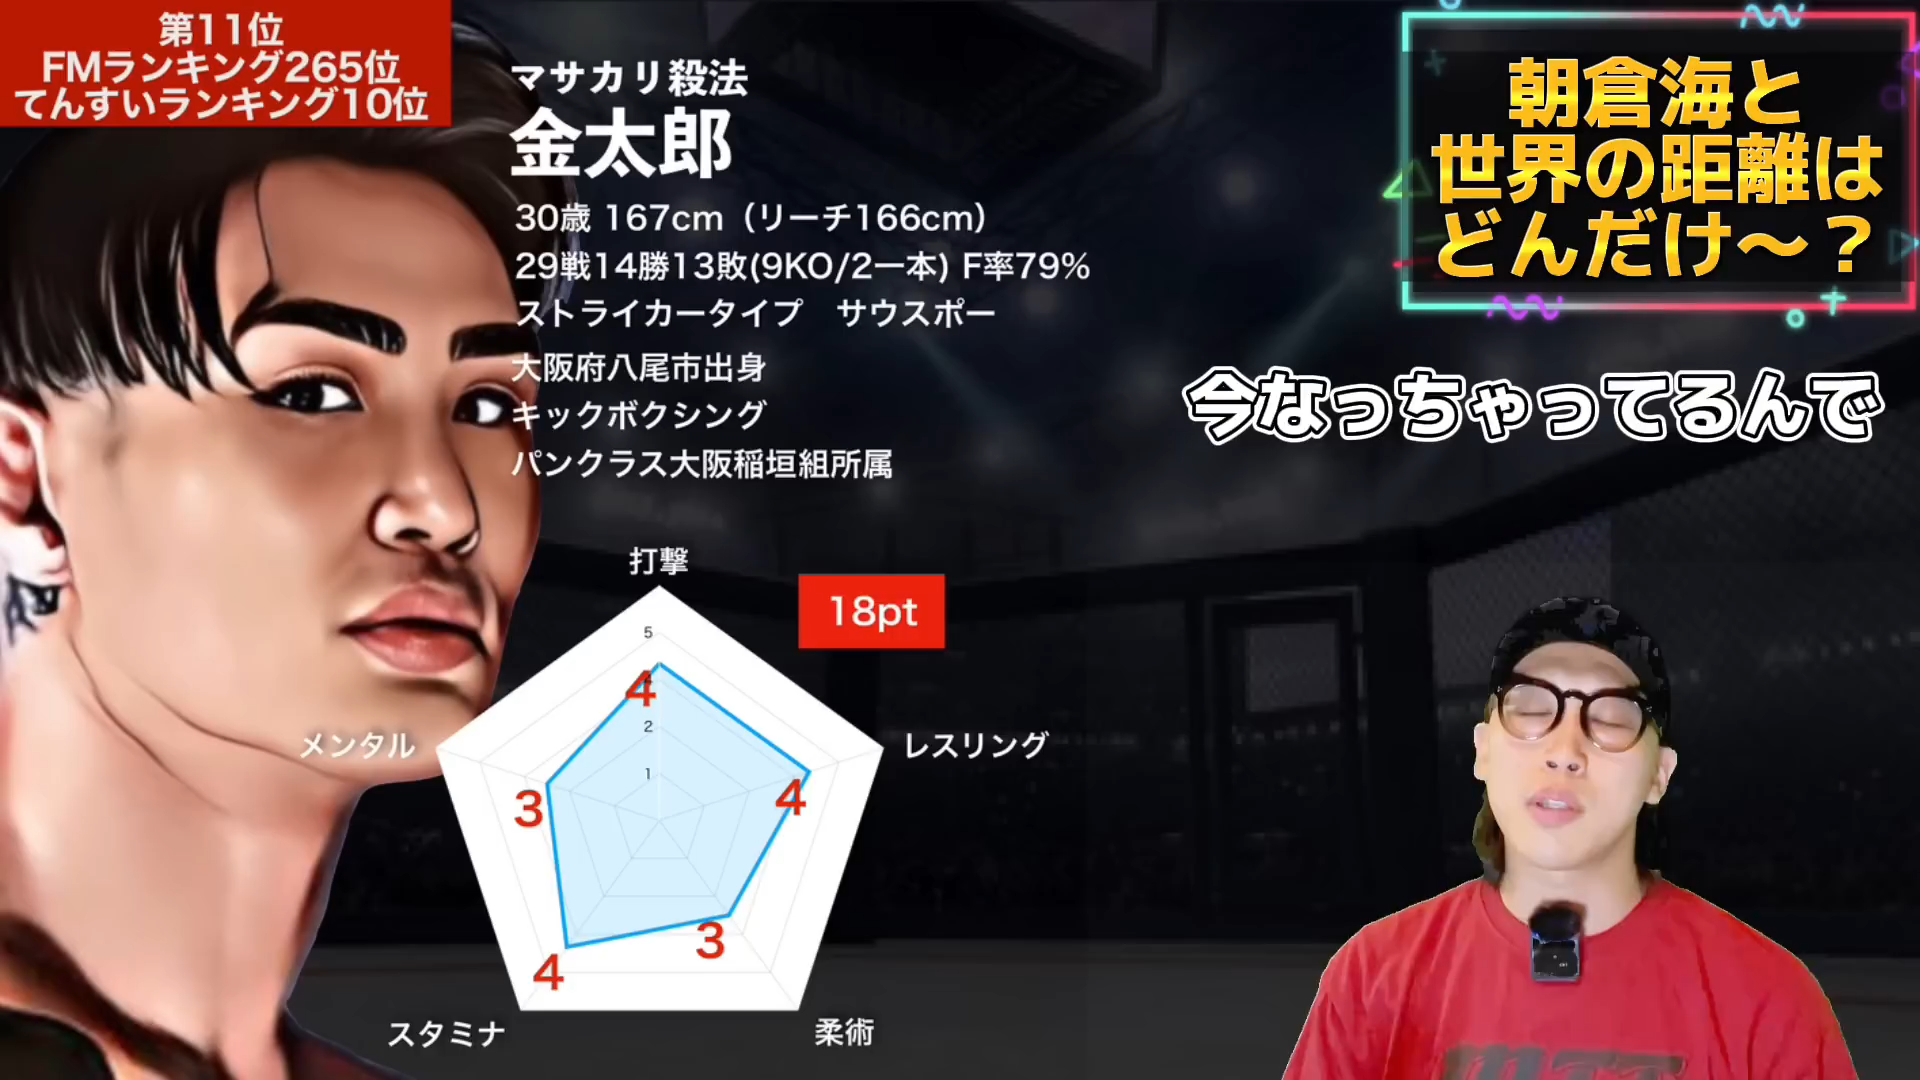 第11位
FMランキング265位
てんすいランキング10位
マサカリ殺法
金太郎
30歳 167cm（リーチ166cm）
29戦14勝13敗(9KO/2一本) F率79%
ストライカータイプ　サウスポー
大阪府八尾市出身
キックボクシング
パンクラス大阪稲垣組所属
朝倉海と
世界の距離は
どんだけ～？
今なっちゃってるんで
打撃
18pt
5
4
2
1
メンタル
レスリング
3
4
4
3
スタミナ
柔術